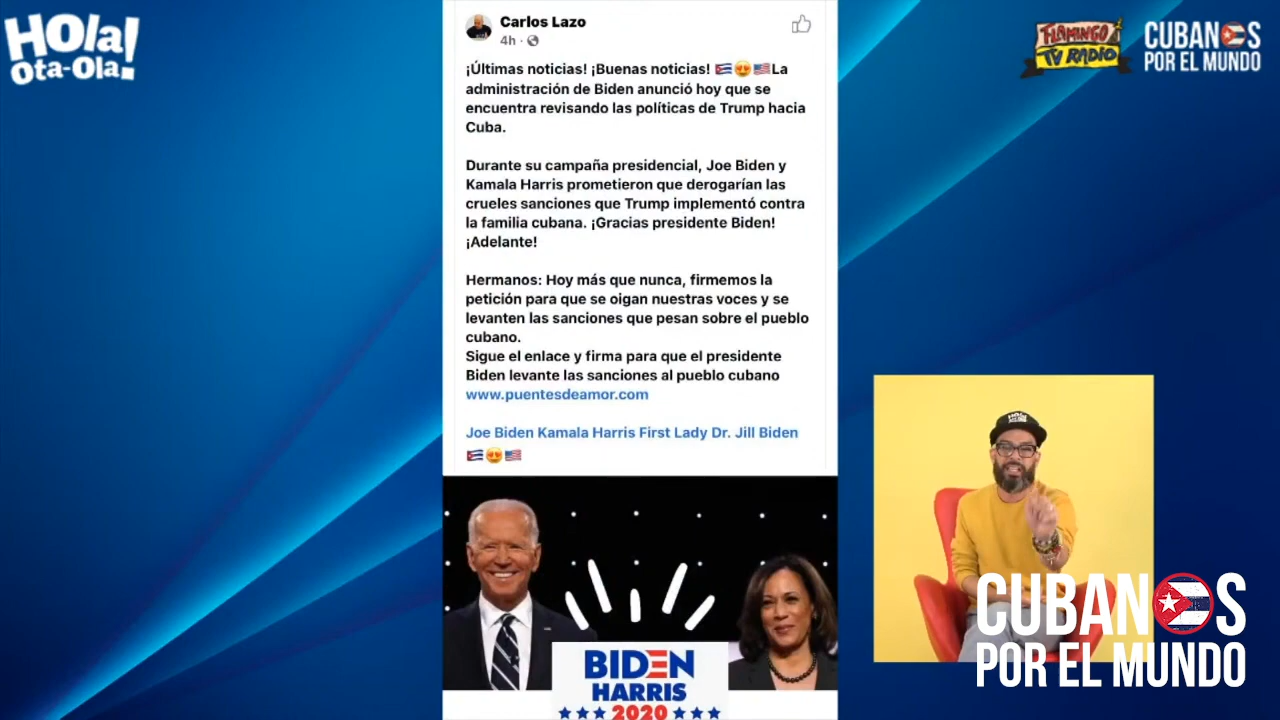 HOla!
Ota-Ola!
Carlos Lazo
4h ·
¡Últimas noticias! ¡Buenas noticias! La
administración de Biden anunció hoy que se
encuentra revisando las políticas de Trump hacia
Cuba.
Durante su campaña presidencial, Joe Biden y
Kamala Harris prometieron que derogarían las
crueles sanciones que Trump implementó contra
la familia cubana. ¡Gracias presidente Biden!
¡Adelante!
Hermanos: Hoy más que nunca, firmemos la
petición para que se oigan nuestras voces y se
levanten las sanciones que pesan sobre el pueblo
cubano.
Sigue el enlace y firma para que el presidente
Biden levante las sanciones al pueblo cubano
www.puentesdeamor.com
Joe Biden Kamala Harris First Lady Dr. Jill Biden
BIDEN
HARRIS
2020
FLAMINGO
TV RADIO
CUBANOS
POR EL MUNDO
CUBANOS
POR EL MUNDO